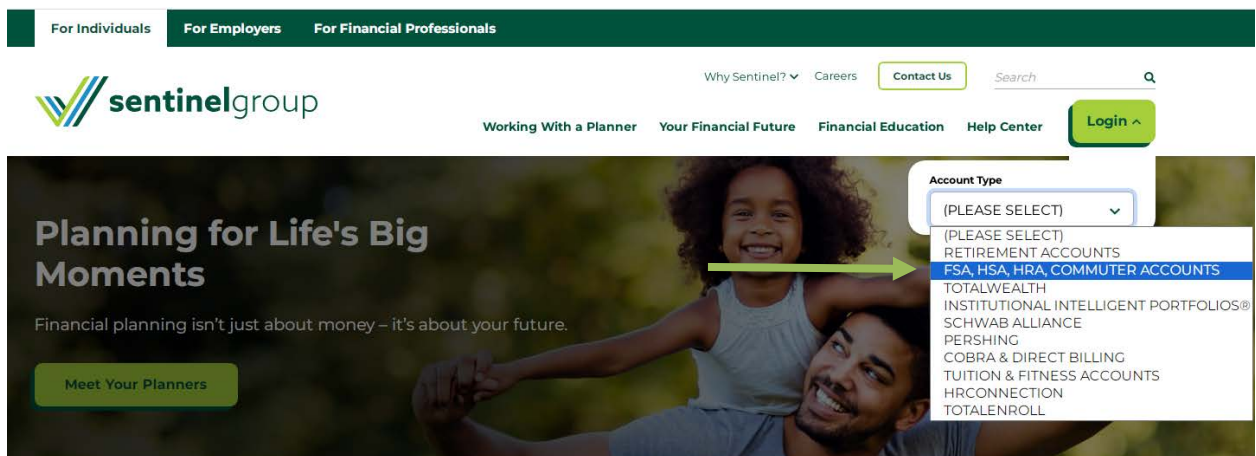 For Individuals For Employers For Financial Professionals
Why Sentinel? Careers Contact Us Search
sentinelgroup
Working With a Planner Your Financial Future Financial Education Help Center Login
Account Type
(PLEASE SELECT)
(PLEASE SELECT)
RETIREMENT ACCOUNTS
FSA, HSA, HRA, COMMUTER ACCOUNTS
TOTALWEALTH
INSTITUTIONAL INTELLIGENT PORTFOLIOS®
SCHWAB ALLIANCE
PERSHING
COBRA & DIRECT BILLING
TUITION & FITNESS ACCOUNTS
HRCONNECTION
TOTALENROLL
Planning for Life's Big
Moments
Financial planning isn't just about money – it's about your future.
Meet Your Planners